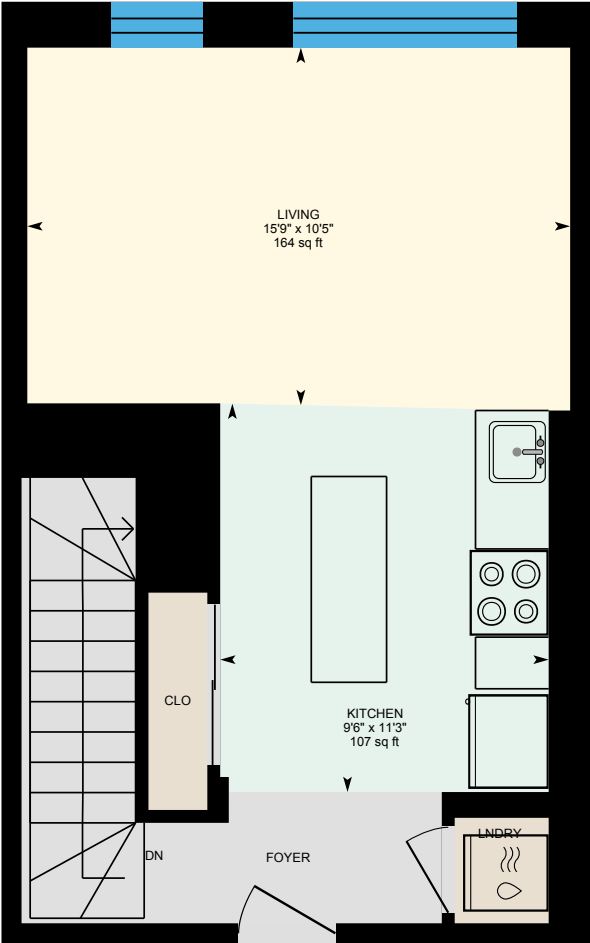 LIVING
15'9" x 10'5"
164 sq ft
CLO
KITCHEN
9'6" x 11'3"
107 sq ft
LNDRY
DN
FOYER